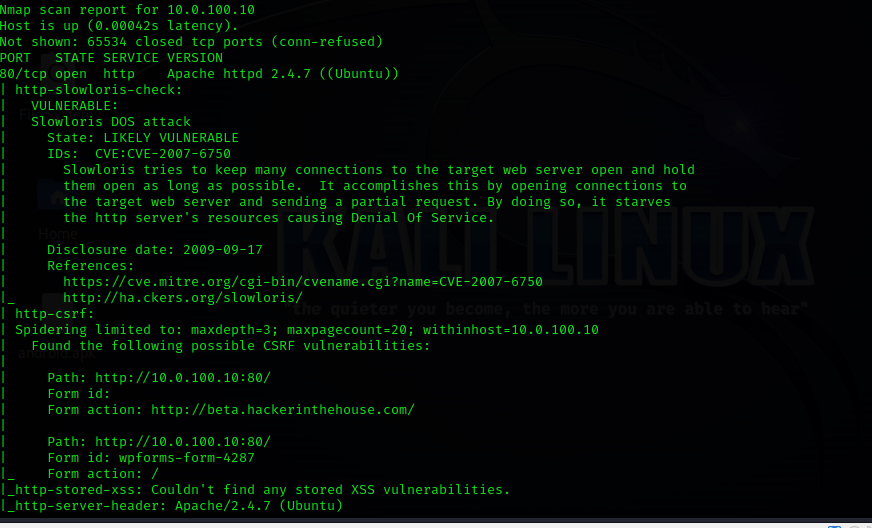 Nmap scan report for 10.0.100.10
Host is up (0.00042s latency).
Not shown: 65534 closed tcp ports (conn-refused)
PORT   STATE SERVICE VERSION
80/tcp open  http    Apache httpd 2.4.7 ((Ubuntu))
| http-slowloris-check:
|   VULNERABLE:
|   Slowloris DOS attack
|     State: LIKELY VULNERABLE
|     IDs:  CVE:CVE-2007-6750
|       Slowloris tries to keep many connections to the target web server open and hold
|       them open as long as possible.  It accomplishes this by opening connections to
|       the target web server and sending a partial request. By doing so, it starves
|       the http server's resources causing Denial Of Service.
|
|     Disclosure date: 2009-09-17
|     References:
|       https://cve.mitre.org/cgi-bin/cvename.cgi?name=CVE-2007-6750
|_      http://ha.ckers.org/slowloris/
| http-csrf:
| Spidering limited to: maxdepth=3; maxpagecount=20; withinhost=10.0.100.10
|   Found the following possible CSRF vulnerabilities:
|
|     Path: http://10.0.100.10:80/
|     Form id:
|     Form action: http://beta.hackerinthehouse.com/
|
|     Path: http://10.0.100.10:80/
|     Form id: wpforms-form-4287
|_    Form action: /
|_http-stored-xss: Couldn't find any stored XSS vulnerabilities.
|_http-server-header: Apache/2.4.7 (Ubuntu)
Home
KALI LINUX
"the quieter you become, the more you are able to hear"
android.apk